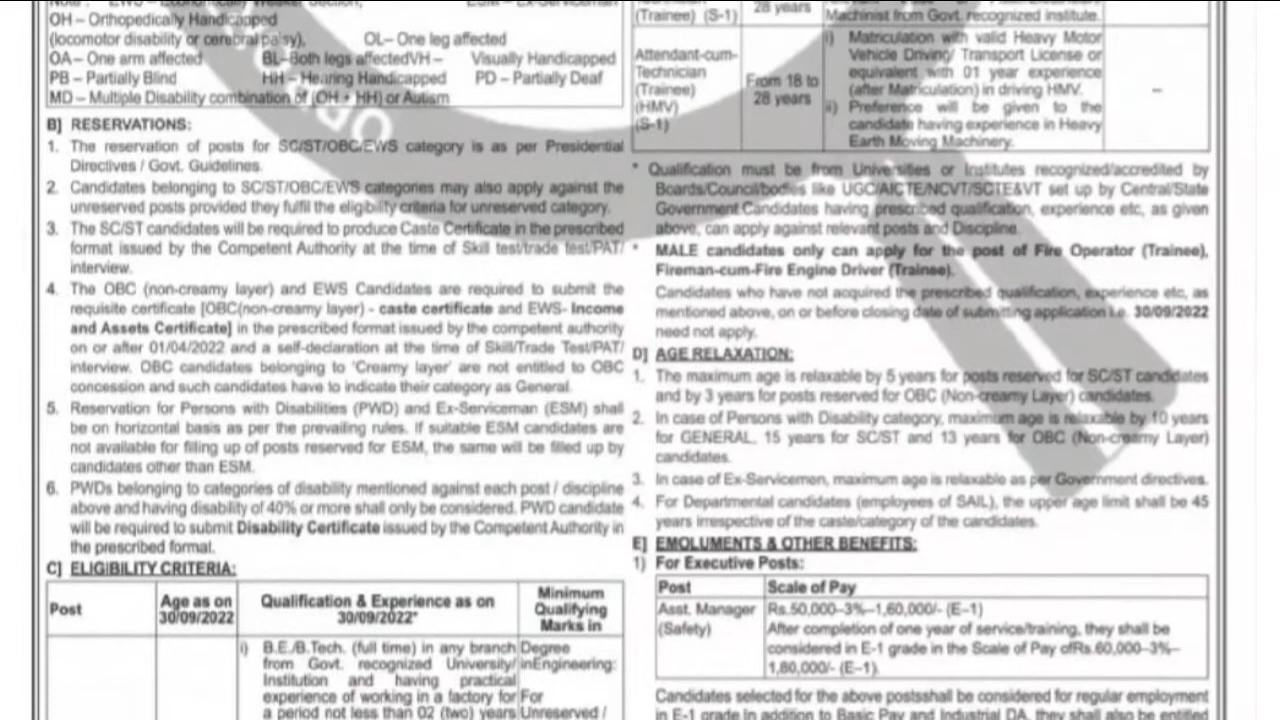 OH – Orthopedically Handicapped
(locomotor disability or cerebral palsy), OL– One leg affected
OA – One arm affected BL–Both legs affectedVH – Visually Handicapped
PB – Partially Blind HH – Hearing Handicapped PD – Partially Deaf
MD – Multiple Disability combination of (OH + HH) or Autism
B] RESERVATIONS:
1. The reservation of posts for SC/ST/OBC/EWS category is as per Presidential
Directives / Govt. Guidelines.
2. Candidates belonging to SC/ST/OBC/EWS categories may also apply against the
unreserved posts provided they fulfil the eligibility criteria for unreserved category.
3. The SC/ST candidates will be required to produce Caste Certificate in the prescribed
format issued by the Competent Authority at the time of Skill test/trade test/PAT/
interview.
4. The OBC (non-creamy layer) and EWS Candidates are required to submit the
requisite certificate [OBC(non-creamy layer) - caste certificate and EWS- Income
and Assets Certificate] in the prescribed format issued by the competent authority
on or after 01/04/2022 and a self-declaration at the time of Skill/Trade Test/PAT/
interview. OBC candidates belonging to 'Creamy layer' are not entitled to OBC
concession and such candidates have to indicate their category as General.
5. Reservation for Persons with Disabilities (PWD) and Ex-Serviceman (ESM) shall
be on horizontal basis as per the prevailing rules. If suitable ESM candidates are
not available for filling up of posts reserved for ESM, the same will be filled up by
candidates other than ESM.
6. PWDs belonging to categories of disability mentioned against each post / discipline
above and having disability of 40% or more shall only be considered. PWD candidate
will be required to submit Disability Certificate issued by the Competent Authority in
the prescribed format.
C] ELIGIBILITY CRITERIA:
Post
Age as on
30/09/2022
Qualification & Experience as on
30/09/2022*
Minimum
Qualifying
Marks in
i) B.E./B.Tech. (full time) in any branch
from Govt. recognized University/
Institution and having practical
experience of working in a factory for
a period not less than 02 (two) years
Degree
inEngineering:
For
Unreserved /
(Trainee) (S-1)
28 years
Machinist from Govt. recognized institute.
Attendant-cum-
Technician
(Trainee)
(HMV)
(S-1)
From 18 to
28 years
i) Matriculation with valid Heavy Motor
Vehicle Driving/ Transport License or
equivalent with 01 year experience
(after Matriculation) in driving HMV.
ii) Preference will be given to the
candidate having experience in Heavy
Earth Moving Machinery.
–
* Qualification must be from Universities or Institutes recognized/accredited by
Boards/Council/bodies like UGC/AICTE/NCVT/SCTE&VT set up by Central/State
Government Candidates having prescribed qualification, experience etc, as given
above, can apply against relevant posts and Discipline.
* MALE candidates only can apply for the post of Fire Operator (Trainee),
Fireman-cum-Fire Engine Driver (Trainee).
Candidates who have not acquired the prescribed qualification, experience etc, as
mentioned above, on or before closing date of submitting application i.e. 30/09/2022
need not apply.
D] AGE RELAXATION:
1. The maximum age is relaxable by 5 years for posts reserved for SC/ST candidates
and by 3 years for posts reserved for OBC (Non-creamy Layer) candidates.
2. In case of Persons with Disability category, maximum age is relaxable by 10 years
for GENERAL, 15 years for SC/ST and 13 years for OBC (Non-creamy Layer)
candidates.
3. In case of Ex-Servicemen, maximum age is relaxable as per Government directives.
4. For Departmental candidates (employees of SAIL), the upper age limit shall be 45
years irrespective of the caste/category of the candidates.
E] EMOLUMENTS & OTHER BENEFITS:
1) For Executive Posts:
Post
Scale of Pay
Asst. Manager
(Safety)
Rs.50,000–3%–1,60,000/- (E-1)
After completion of one year of service/training, they shall be
considered in E-1 grade in the Scale of Pay ofRs.60,000–3%–
1,80,000/- (E-1).
Candidates selected for the above postsshall be considered for regular employment
in E-1 grade.In addition to Basic Pay and Industrial DA, they shall also be entitled